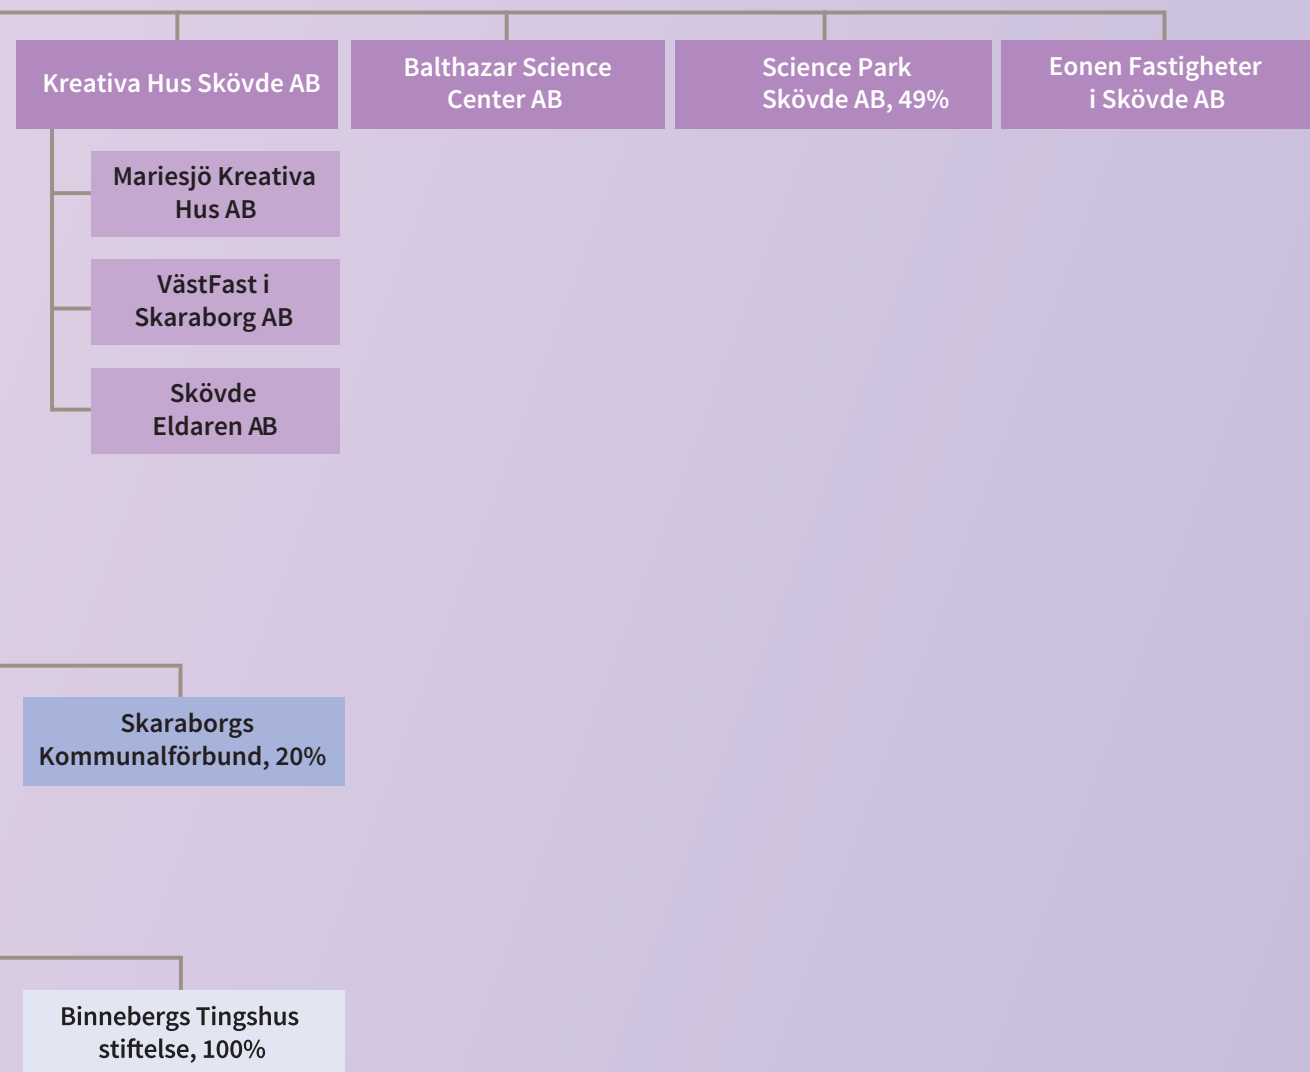 Kreativa Hus Skövde AB
Balthazar Science
Center AB
Science Park
Skövde AB, 49%
Eonen Fastigheter
i Skövde AB
Mariesjö Kreativa
Hus AB
VästFast i
Skaraborg AB
Skövde
Eldaren AB
Skaraborgs
Kommunalförbund, 20%
Binnebergs Tingshus
stiftelse, 100%